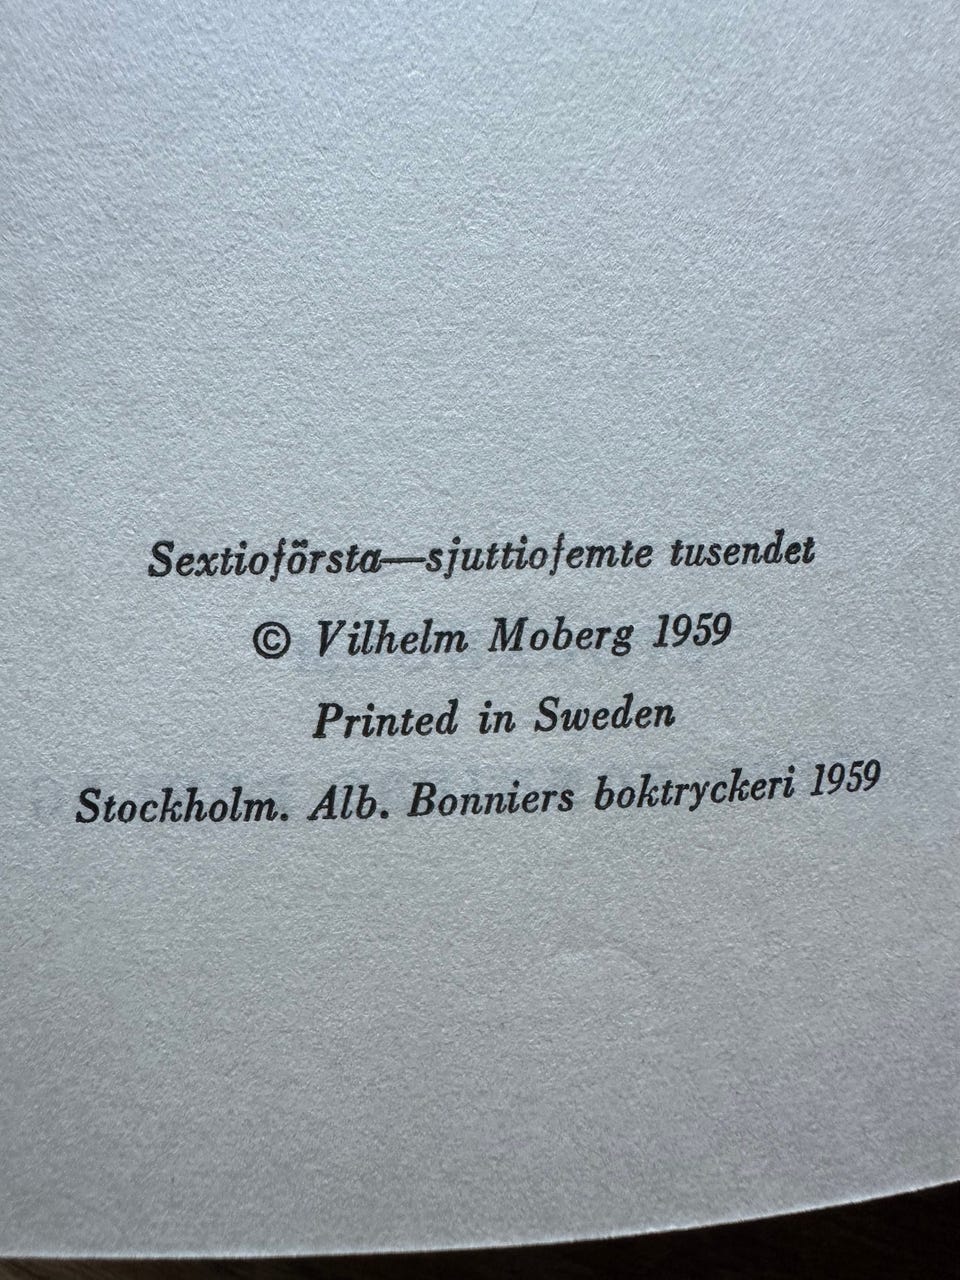 Sextioförsta—sjuttiofemte tusendet
© Vilhelm Moberg 1959
Printed in Sweden
Stockholm. Alb. Bonniers boktryckeri 1959